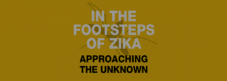 IN THE
FOOTSTEPS
OF ZIKA
APPROACHING
THE UNKNOWN